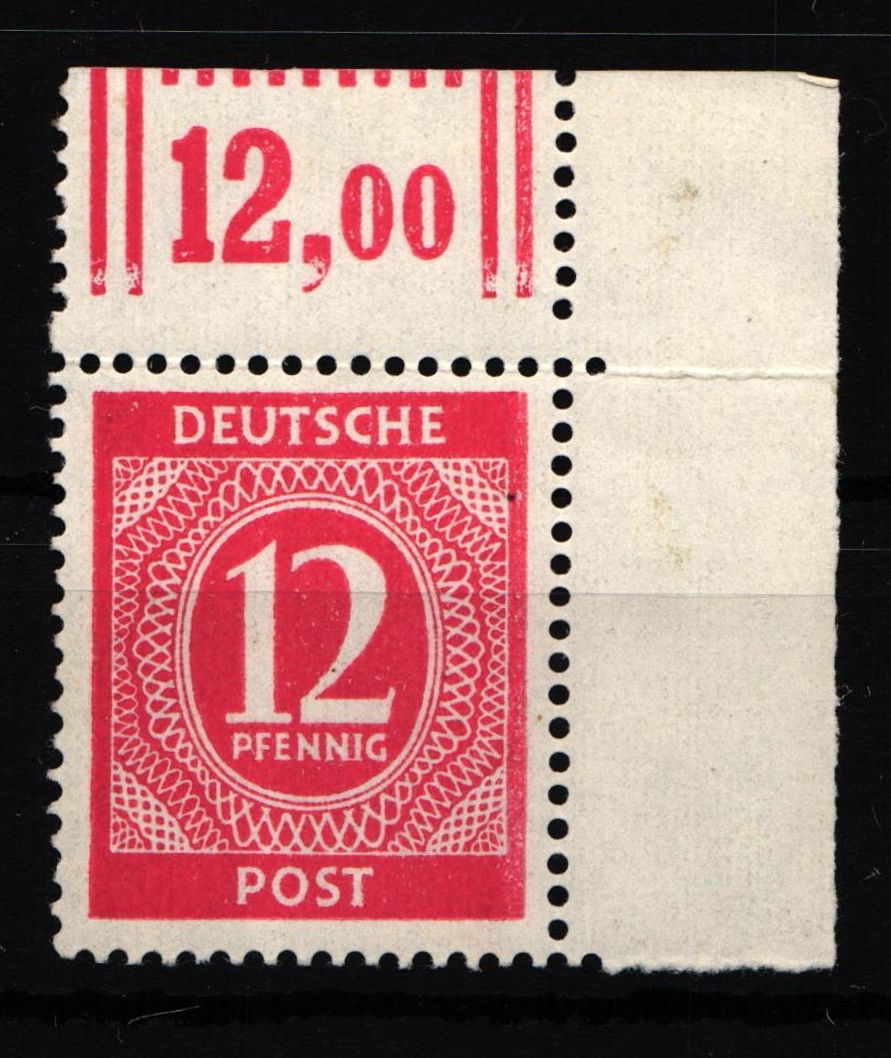 12,00
DEUTSCHE
12
PFENNIG
POST